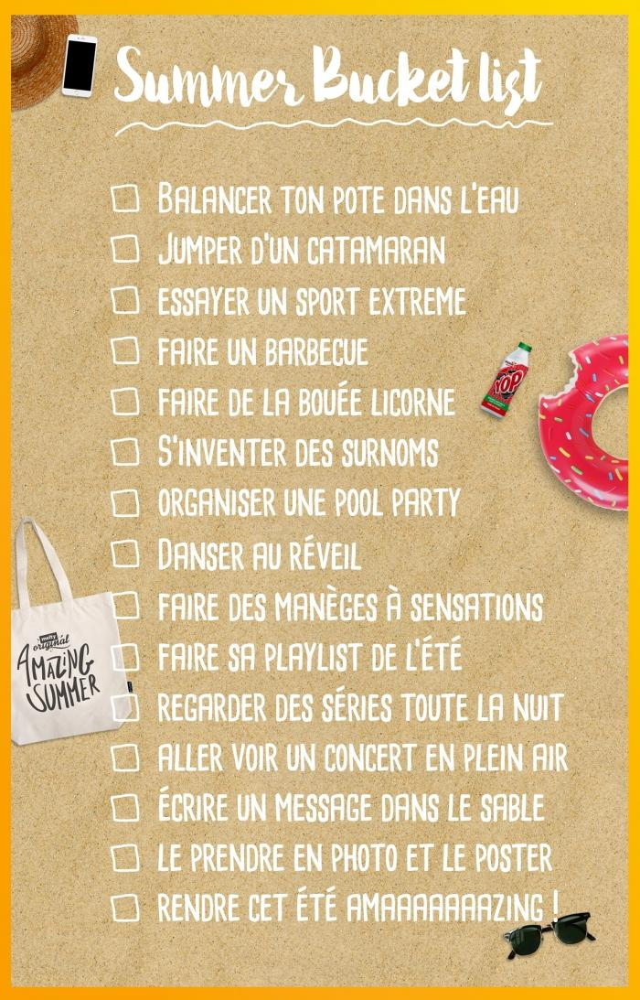 Summer Bucket list
BALANCER TON POTE DANS L'EAU
JUMPER D'UN CATAMARAN
ESSAYER UN SPORT EXTREME
FAIRE UN BARBECUE
FAIRE DE LA BOUÉE LICORNE
YOP
S'INVENTER DES SURNOMS
ORGANISER UNE POOL PARTY
DANSER AU RÉVEIL
FAIRE DES MANÈGES À SENSATIONS
melty
original
AMAZING
SUMMER
FAIRE SA PLAYLIST DE L'ÉTÉ
REGARDER DES SÉRIES TOUTE LA NUIT
ALLER VOIR UN CONCERT EN PLEIN AIR
ÉCRIRE UN MESSAGE DANS LE SABLE
LE PRENDRE EN PHOTO ET LE POSTER
RENDRE CET ÉTÉ AMAAAAAAAZING !